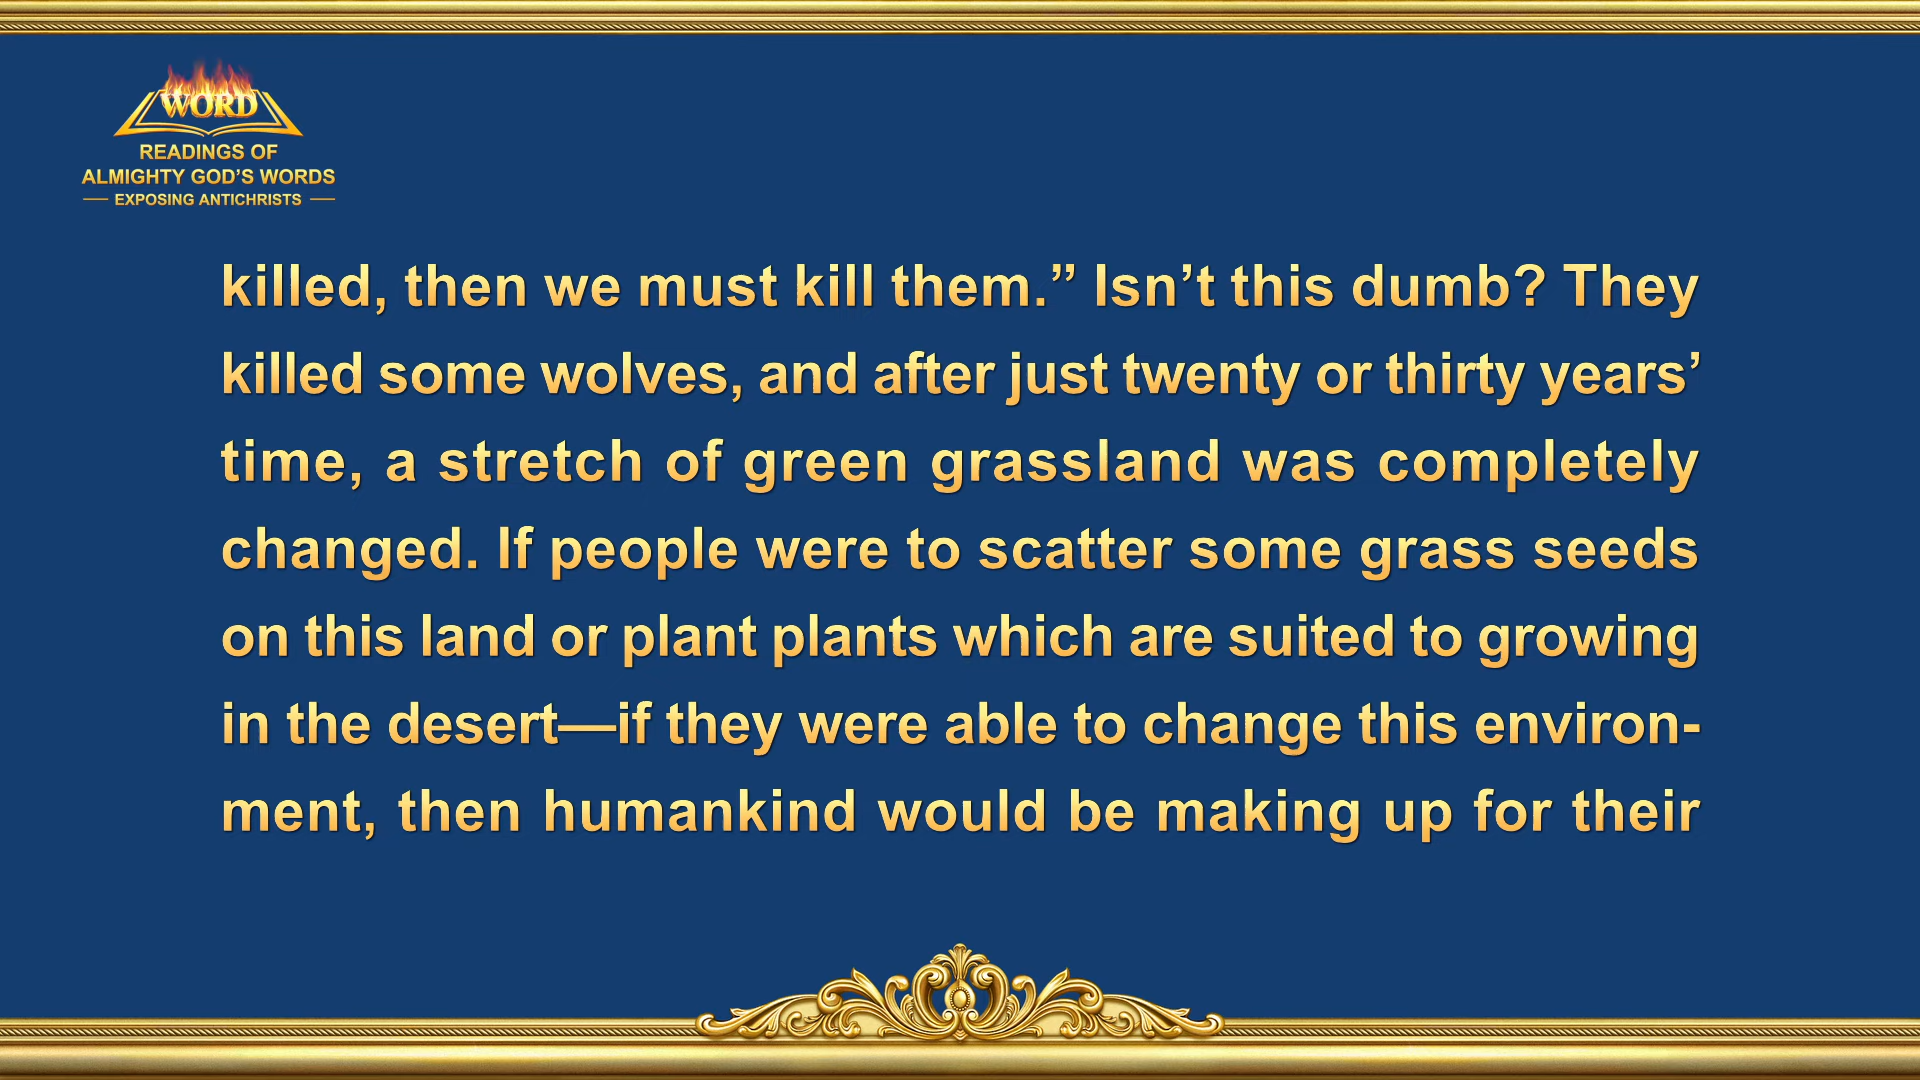 WORD
READINGS OF
ALMIGHTY GOD’S WORDS
EXPOSING ANTICHRISTS
killed, then we must kill them.” Isn’t this dumb? They
killed some wolves, and after just twenty or thirty years’
time, a stretch of green grassland was completely
changed. If people were to scatter some grass seeds
on this land or plant plants which are suited to growing
in the desert—if they were able to change this environ-
ment, then humankind would be making up for their